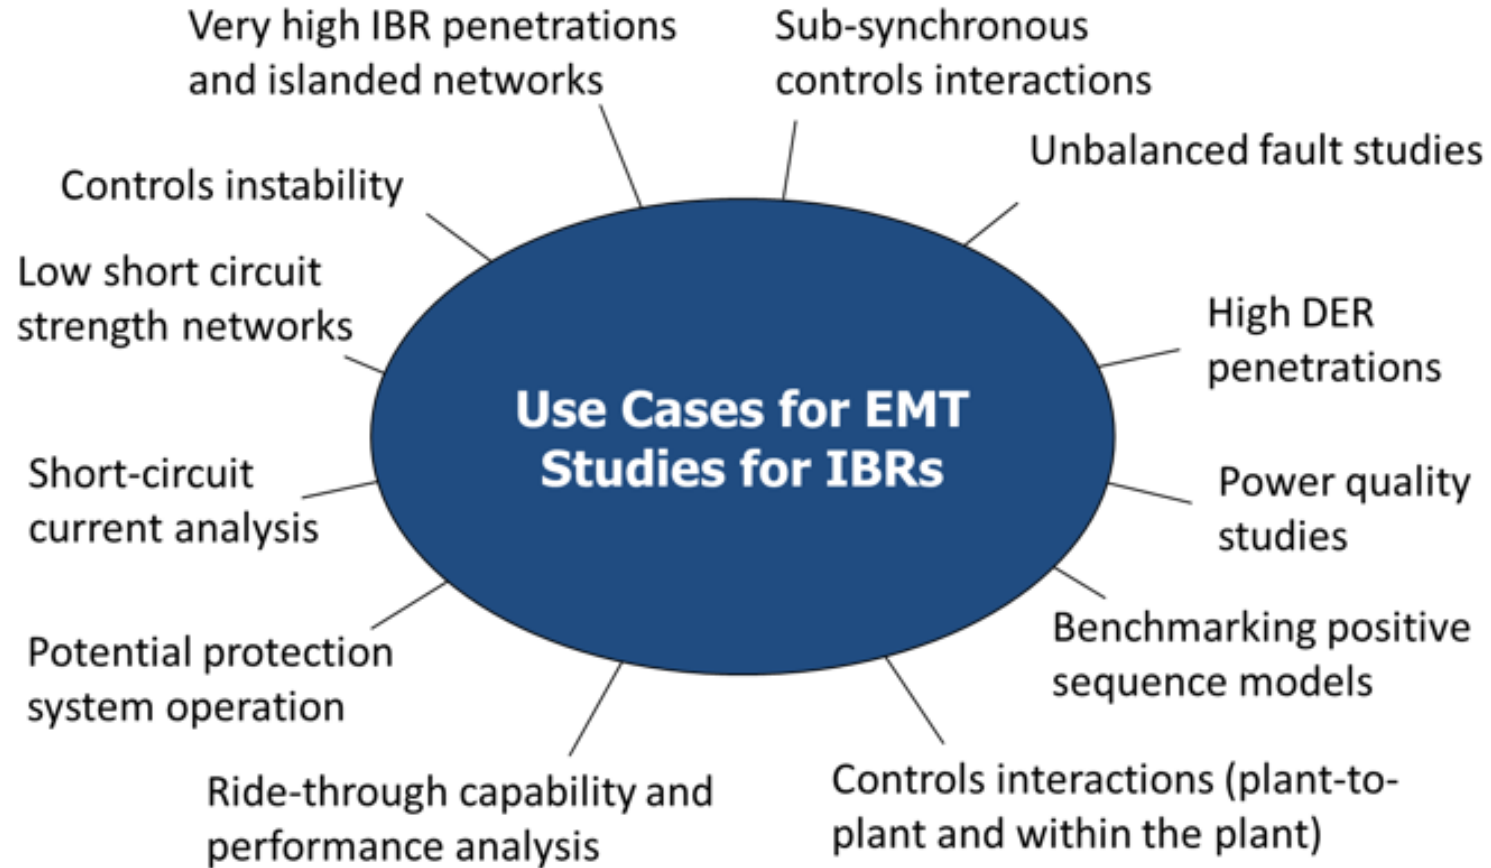 Very high IBR penetrations
and islanded networks
Sub-synchronous
controls interactions
Unbalanced fault studies
Controls instability
Low short circuit
strength networks
High DER
penetrations
Use Cases for EMT
Studies for IBRs
Short-circuit
current analysis
Power quality
studies
Potential protection
system operation
Benchmarking positive
sequence models
Ride-through capability and
performance analysis
Controls interactions (plant-to-
plant and within the plant)